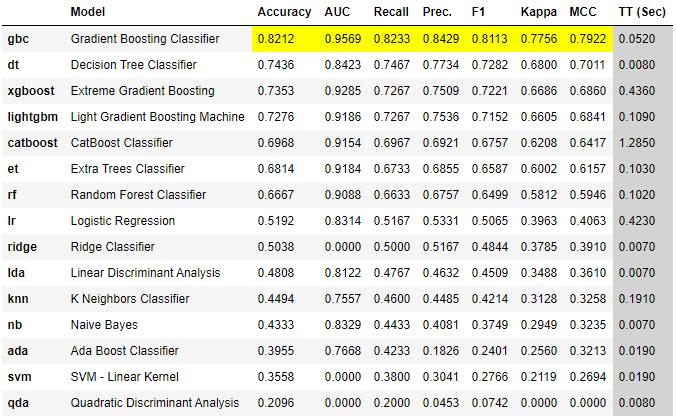 Model Accuracy AUC Recall Prec. F1 Kappa MCC TT (Sec)
gbc Gradient Boosting Classifier 0.8212 0.9569 0.8233 0.8429 0.8113 0.7756 0.7922 0.0520
dt Decision Tree Classifier 0.7436 0.8423 0.7467 0.7734 0.7282 0.6800 0.7011 0.0080
xgboost Extreme Gradient Boosting 0.7353 0.9285 0.7267 0.7509 0.7221 0.6686 0.6860 0.4360
lightgbm Light Gradient Boosting Machine 0.7276 0.9186 0.7267 0.7536 0.7152 0.6605 0.6841 0.1090
catboost CatBoost Classifier 0.6968 0.9154 0.6967 0.6921 0.6757 0.6208 0.6417 1.2850
et Extra Trees Classifier 0.6814 0.9184 0.6733 0.6855 0.6587 0.6002 0.6157 0.1030
rf Random Forest Classifier 0.6667 0.9088 0.6633 0.6757 0.6499 0.5812 0.5946 0.1020
lr Logistic Regression 0.5192 0.8314 0.5167 0.5331 0.5065 0.3963 0.4063 0.4230
ridge Ridge Classifier 0.5038 0.0000 0.5000 0.5167 0.4844 0.3785 0.3910 0.0070
lda Linear Discriminant Analysis 0.4808 0.8122 0.4767 0.4632 0.4509 0.3488 0.3610 0.0070
knn K Neighbors Classifier 0.4494 0.7557 0.4600 0.4485 0.4214 0.3128 0.3258 0.1910
nb Naive Bayes 0.4333 0.8329 0.4433 0.4081 0.3749 0.2949 0.3235 0.0070
ada Ada Boost Classifier 0.3955 0.7668 0.4233 0.1826 0.2401 0.2560 0.3213 0.0190
svm SVM - Linear Kernel 0.3558 0.0000 0.3800 0.3041 0.2766 0.2119 0.2694 0.0190
qda Quadratic Discriminant Analysis 0.2096 0.0000 0.2000 0.0453 0.0742 0.0000 0.0000 0.0080